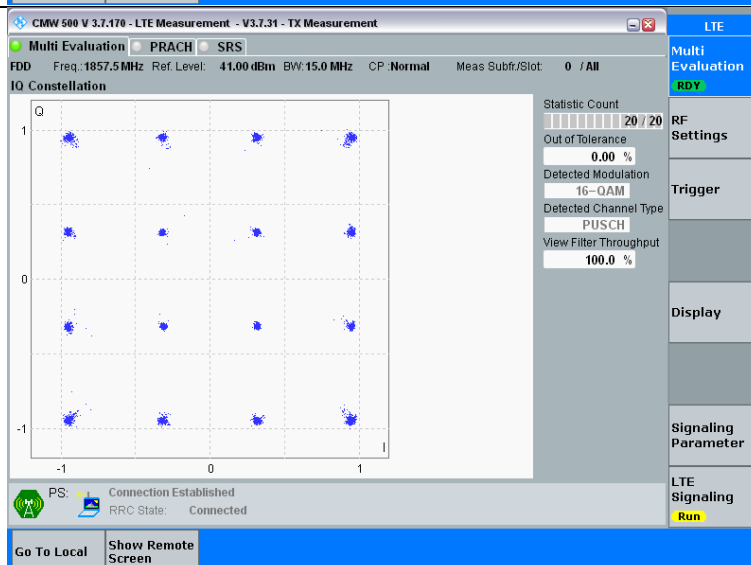 CMW 500 V 3.7.170 - LTE Measurement - V3.7.31 - TX Measurement
LTE
Multi Evaluation PRACH SRS
Multi
Evaluation
RDY
FDD Freq.:1857.5 MHz Ref. Level: 41.00 dBm BW:15.0 MHz CP :Normal Meas Subfr./Slot: 0 / All
IQ Constellation
Q
1
0
-1
I
-1 0 1
Statistic Count
20 / 20
Out of Tolerance
0.00 %
Detected Modulation
16-QAM
Detected Channel Type
PUSCH
View Filter Throughput
100.0 %
RF
Settings
Trigger
Display
Signaling
Parameter
LTE
Signaling
Run
PS: Connection Established
RRC State: Connected
Go To Local
Show Remote
Screen